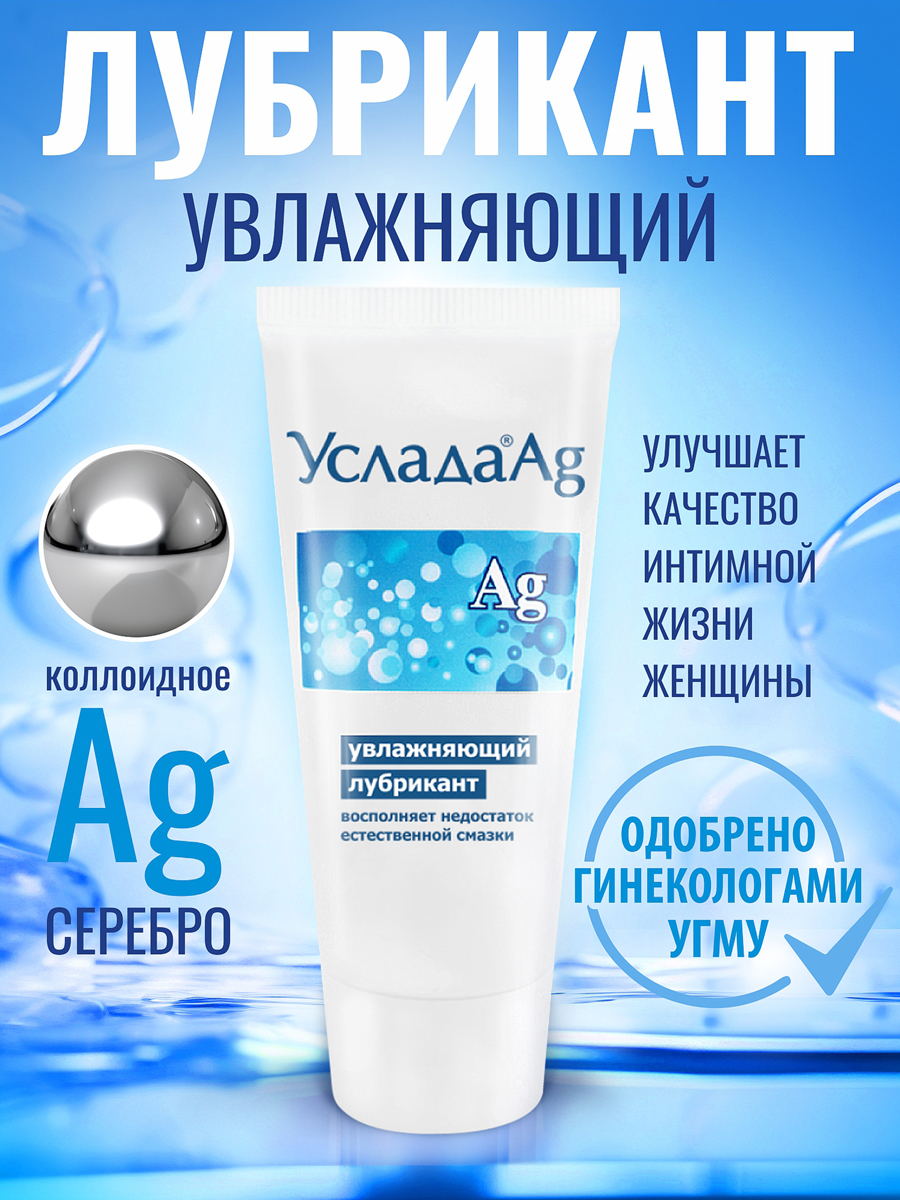 ЛУБРИКАНТ
УВЛАЖНЯЮЩИЙ
Услада®Ag
Ag
увлажняющий
лубрикант
восполняет недостаток
естественной смазки
коллоидное
Ag
СЕРЕБРО
УЛУЧШАЕТ
КАЧЕСТВО
ИНТИМНОЙ
ЖИЗНИ
ЖЕНЩИНЫ
ОДОБРЕНО
ГИНЕКОЛОГАМИ
УГМУ